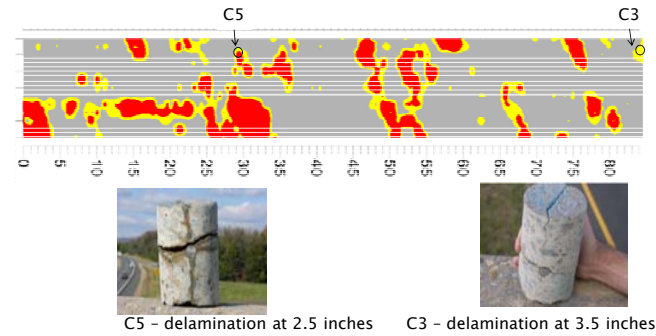 C5 C3
0 5 10 15 20 25 30 35 40 45 50 55 60 65 70 75 80
C5 – delamination at 2.5 inches C3 – delamination at 3.5 inches